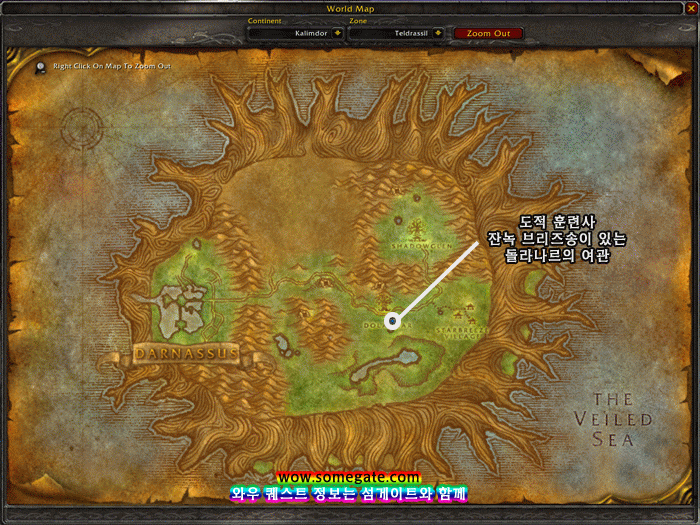 World Map
Continent
Zone
Kalimdor
Teldrassil
Zoom Out
Right Click On Map To Zoom Out
도적 훈련사
잔녹 브리즈송이 있는
돌라나르의 여관
SHADOWGLEN
STARBREEZE
VILLAGE
DARNASSUS
THE
VEILED
SEA
wow.somegate.com
와우 퀘스트 정보는 섬게이트와 함께